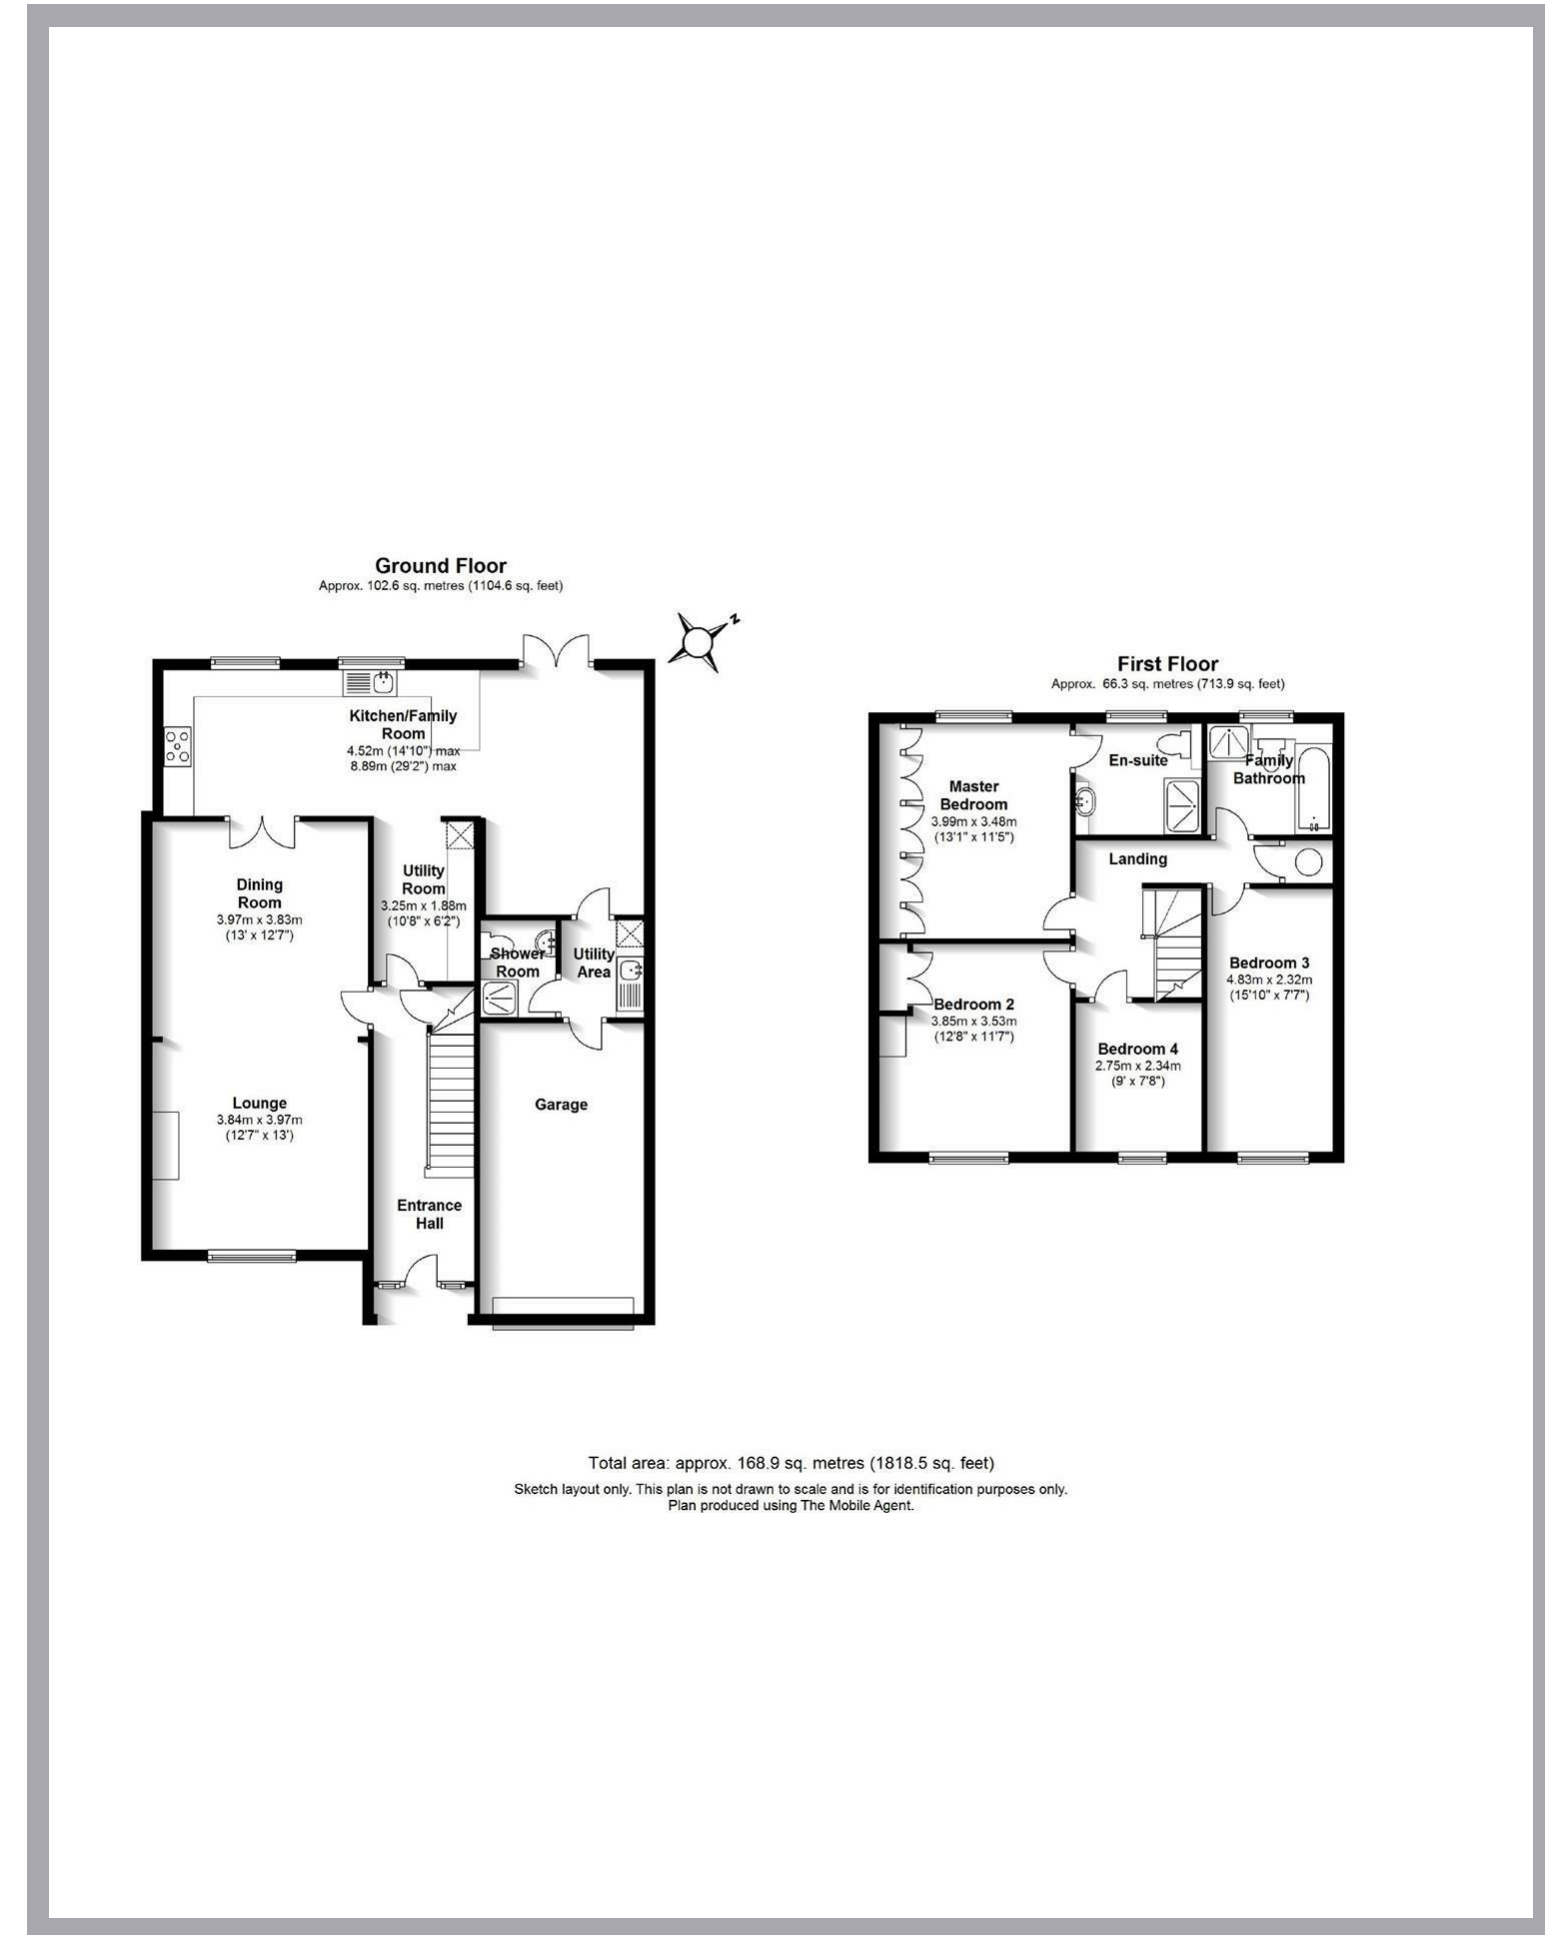 Ground Floor
Approx. 102.6 sq. metres (1104.6 sq. feet)
N
Kitchen/Family
Room
4.52m (14'10") max
8.89m (29'2") max
Dining
Room
3.97m x 3.83m
(13' x 12'7")
Utility
Room
3.25m x 1.88m
(10'8" x 6'2")
Shower
Room
Utility
Area
Lounge
3.84m x 3.97m
(12'7" x 13')
Garage
Entrance
Hall
First Floor
Approx. 66.3 sq. metres (713.9 sq. feet)
Master
Bedroom
3.99m x 3.48m
(13'1" x 11'5")
En-suite
Family
Bathroom
Landing
Bedroom 2
3.85m x 3.53m
(12'8" x 11'7")
Bedroom 3
4.83m x 2.32m
(15'10" x 7'7")
Bedroom 4
2.75m x 2.34m
(9' x 7'8")
Total area: approx. 168.9 sq. metres (1818.5 sq. feet)
Sketch layout only. This plan is not drawn to scale and is for identification purposes only.
Plan produced using The Mobile Agent.